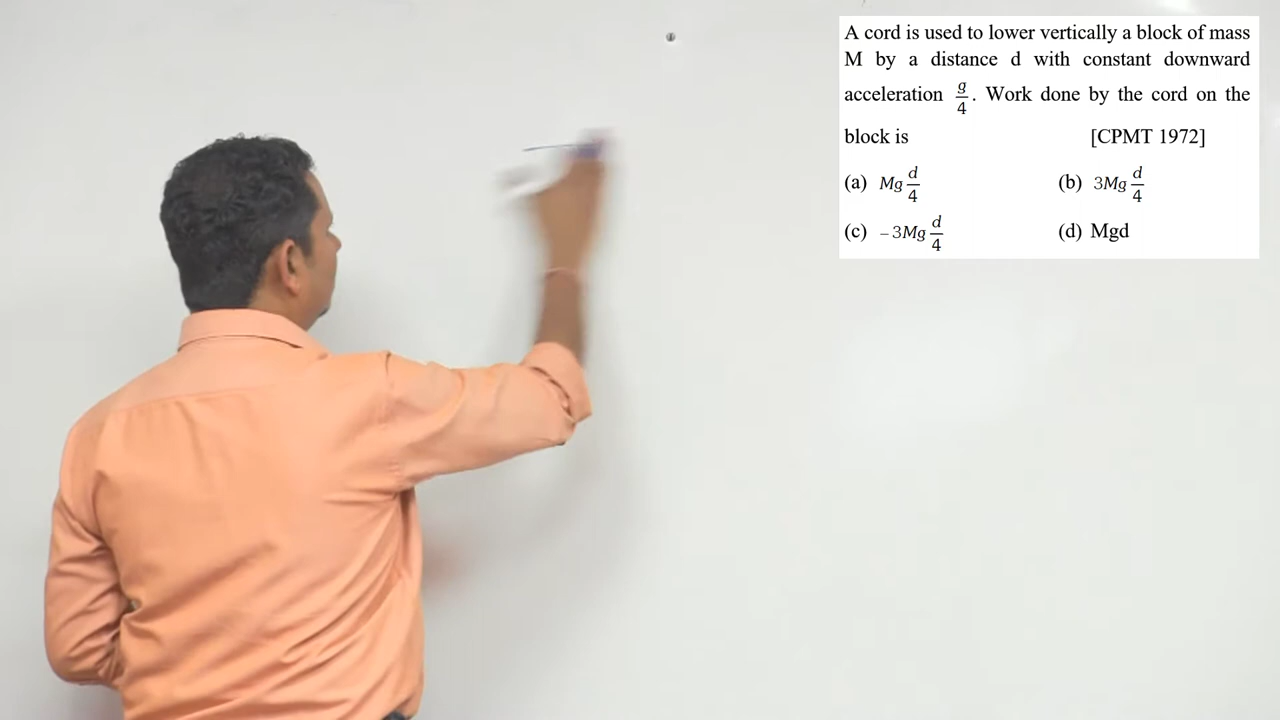 A cord is used to lower vertically a block of mass
M by a distance d with constant downward
acceleration g/4. Work done by the cord on the
block is [CPMT 1972]
(a) Mg d/4 (b) 3Mg d/4
(c) –3Mg d/4 (d) Mgd